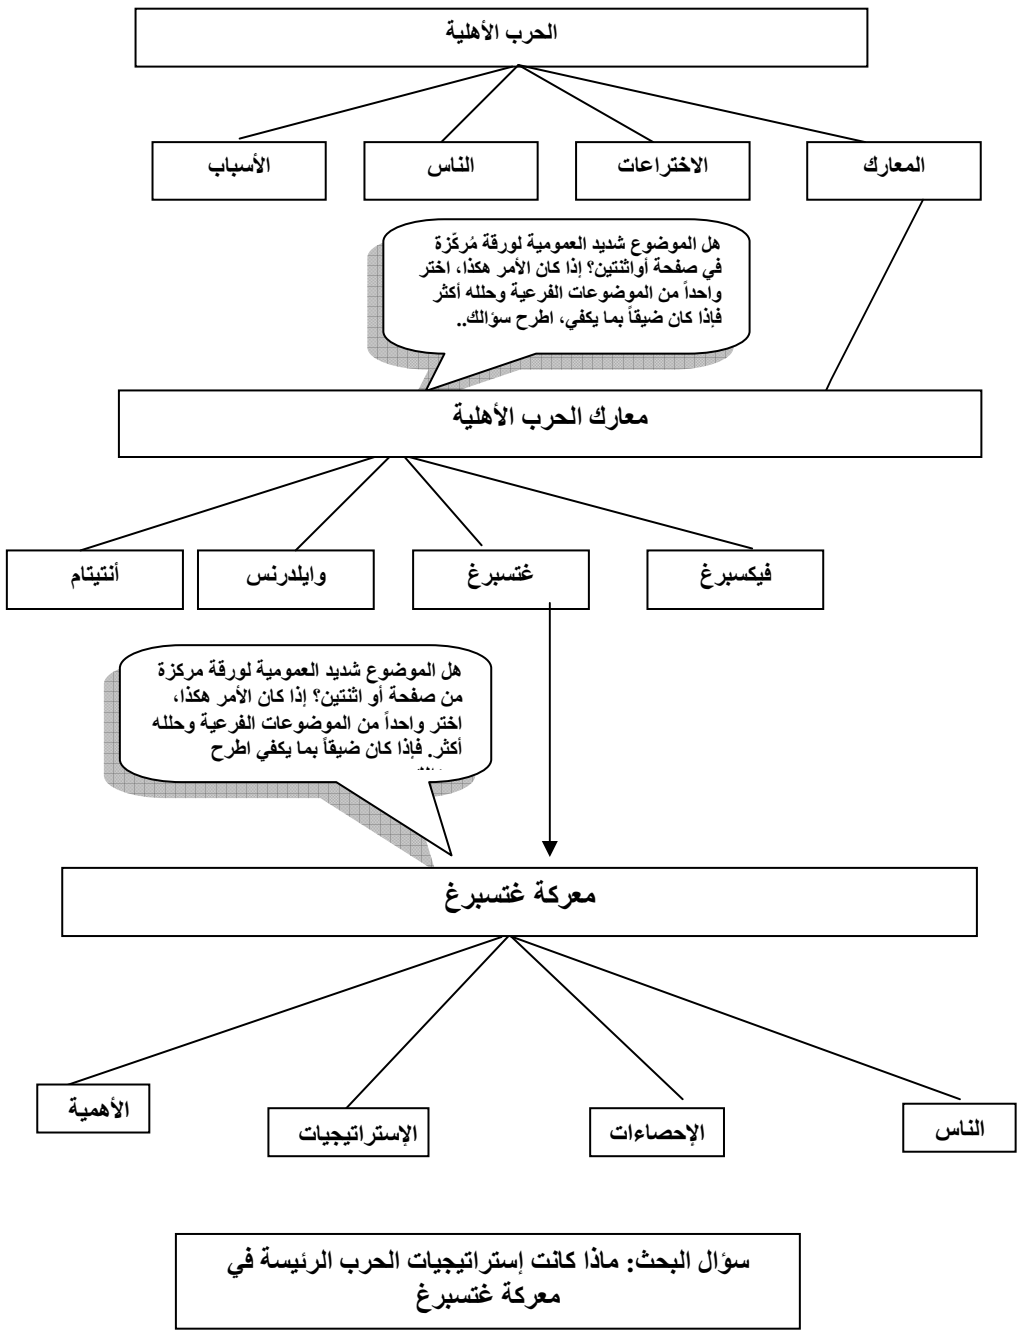 الحرب الأهلية
المعارك
الاختراعات
الناس
الأسباب
هل الموضوع شديد العمومية لورقة مُركّزة
في صفحة أواثنتين؟ إذا كان الأمر هكذا، اختر
واحداً من الموضوعات الفرعية وحلله أكثر
فإذا كان ضيقاً بما يكفي، اطرح سؤالك..
معارك الحرب الأهلية
فيكسبرغ
غتسبرغ
وايلدرنس
أنتيتام
هل الموضوع شديد العمومية لورقة مركزة
من صفحة أو اثنتين؟ إذا كان الأمر هكذا،
اختر واحداً من الموضوعات الفرعية وحلله
أكثر. فإذا كان ضيقاً بما يكفي اطرح
معركة غتسبرغ
الناس
الإحصاءات
الإستراتيجيات
الأهمية
سؤال البحث: ماذا كانت إستراتيجيات الحرب الرئيسة في
معركة غتسبرغ